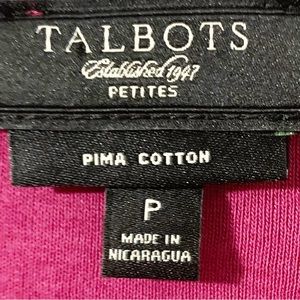 TALBOTS
Established 1947
PETITES
PIMA COTTON
P
MADE IN
NICARAGUA